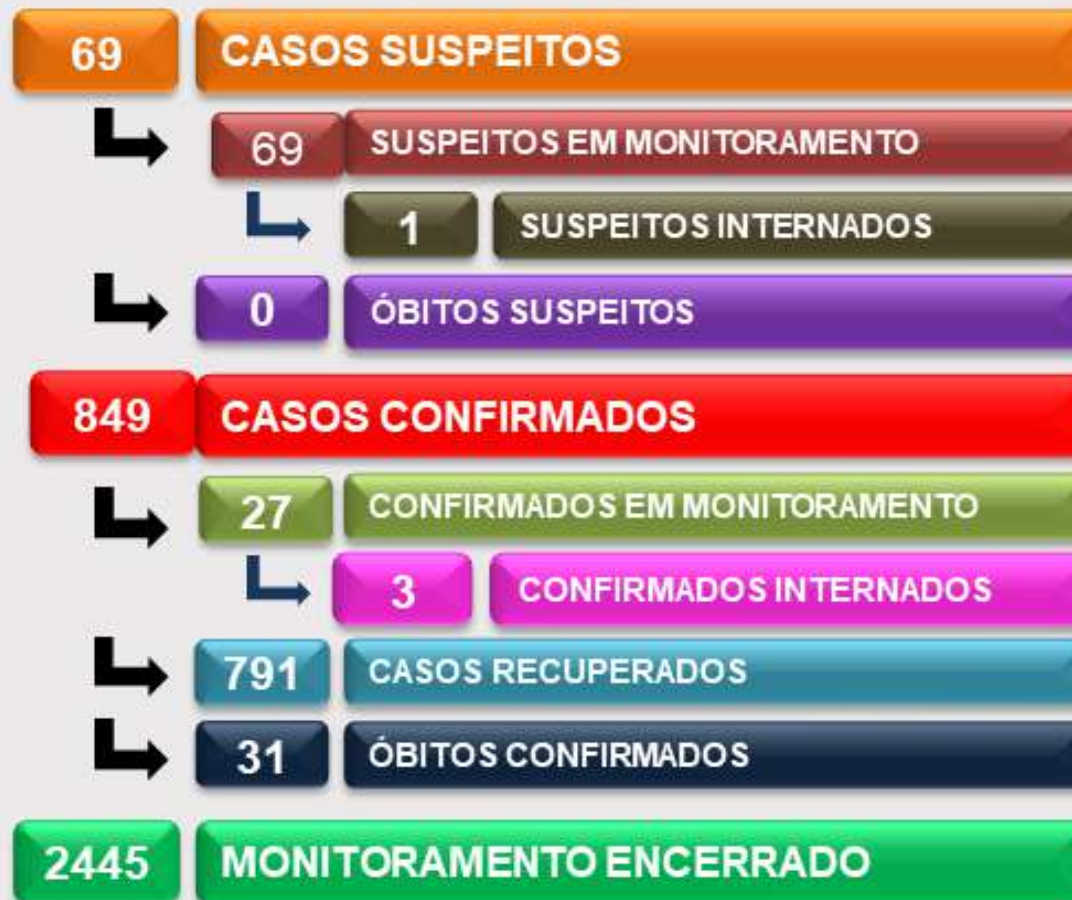 69 CASOS SUSPEITOS
69 SUSPEITOS EM MONITORAMENTO
1 SUSPEITOS INTERNADOS
0 ÓBITOS SUSPEITOS
849 CASOS CONFIRMADOS
27 CONFIRMADOS EM MONITORAMENTO
3 CONFIRMADOS INTERNADOS
791 CASOS RECUPERADOS
31 ÓBITOS CONFIRMADOS
2445 MONITORAMENTO ENCERRADO